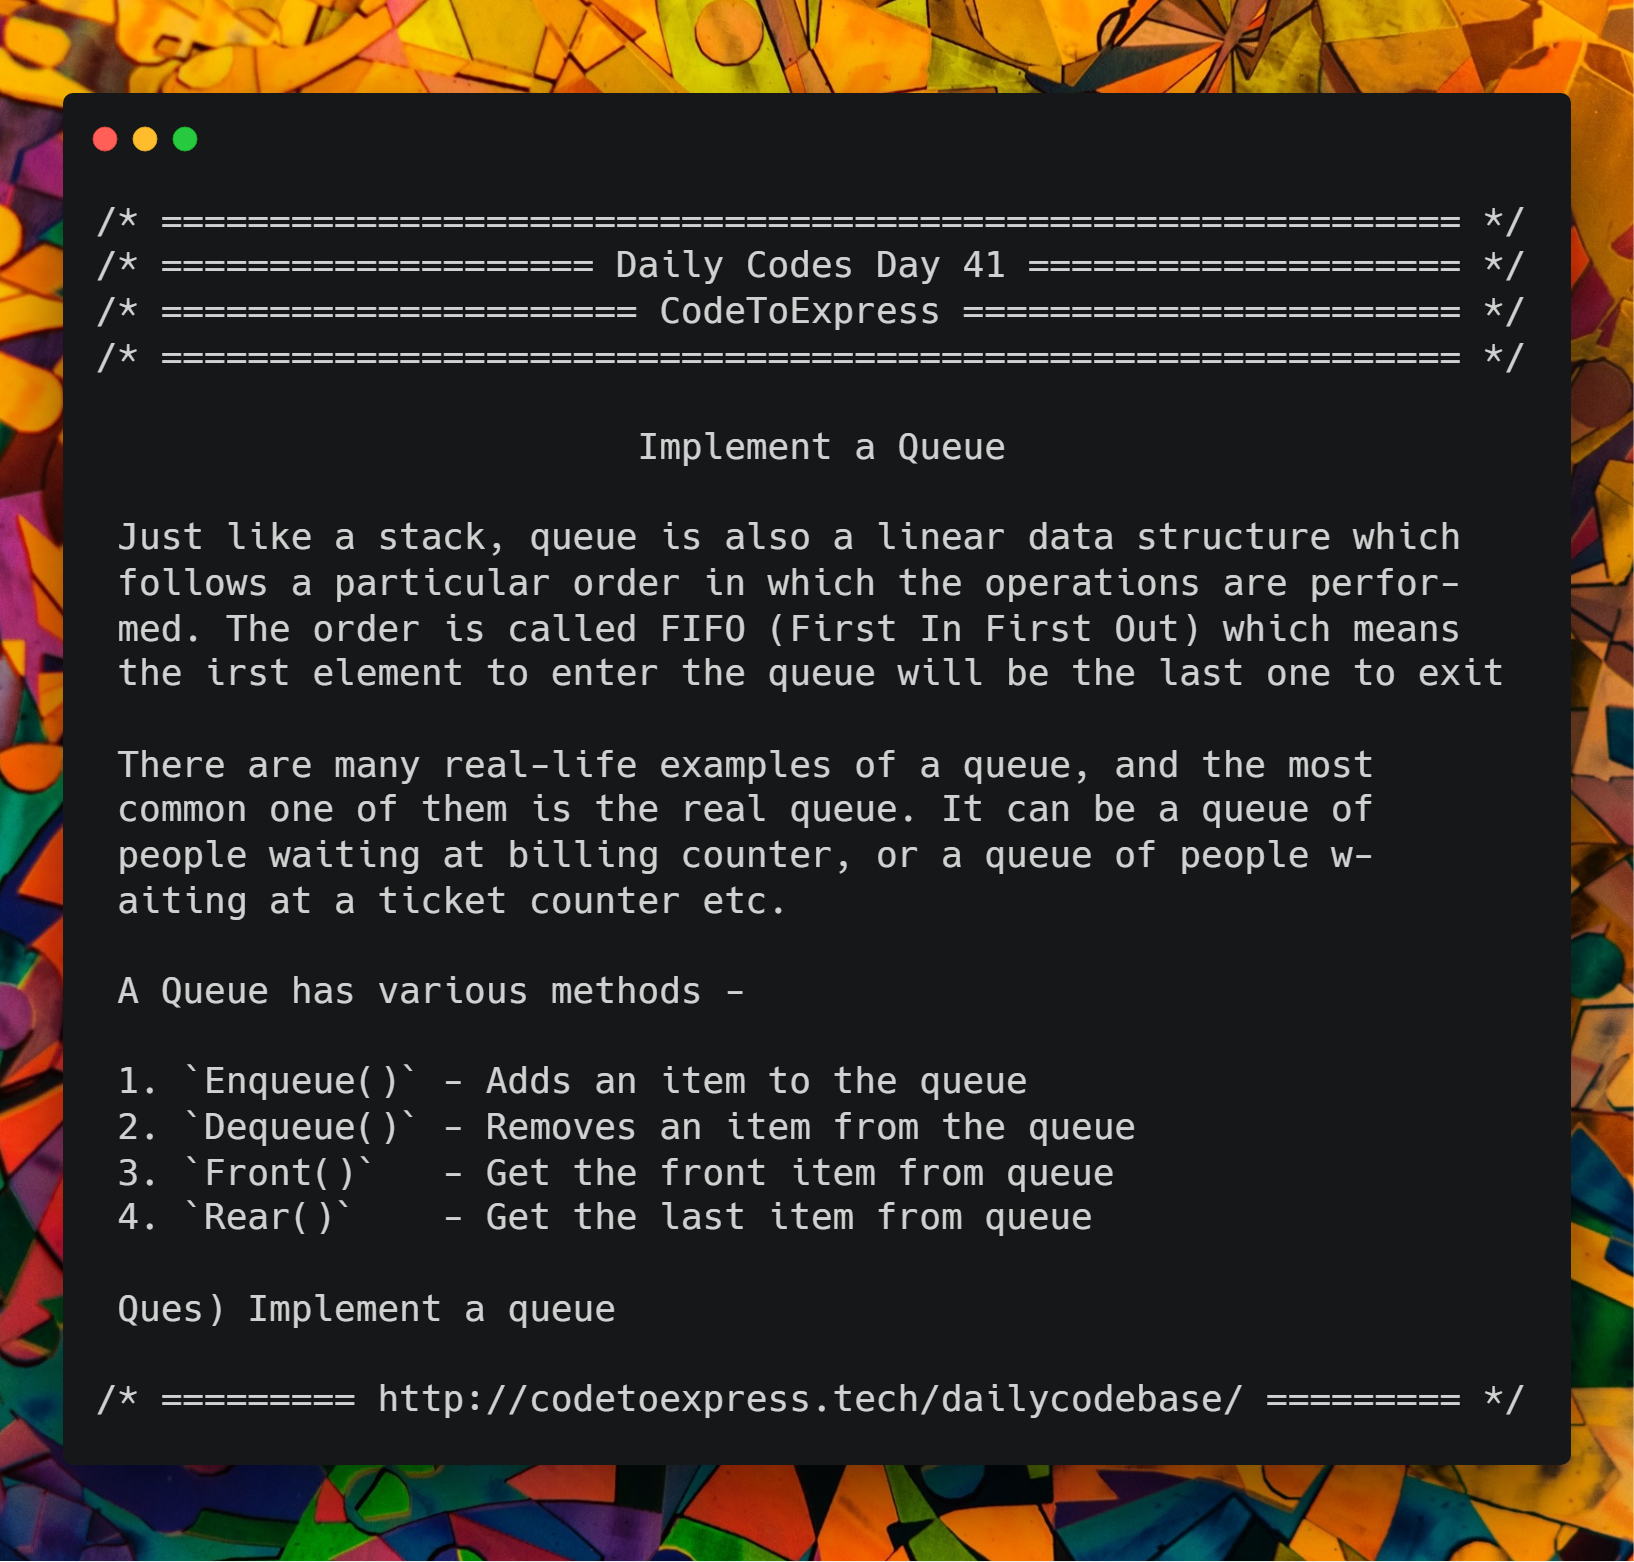 /* ============================================================ */
/* ==================== Daily Codes Day 41 ==================== */
/* ====================== CodeToExpress ======================= */
/* ============================================================ */
Implement a Queue
Just like a stack, queue is also a linear data structure which
follows a particular order in which the operations are perfor-
med. The order is called FIFO (First In First Out) which means
the irst element to enter the queue will be the last one to exit
There are many real-life examples of a queue, and the most
common one of them is the real queue. It can be a queue of
people waiting at billing counter, or a queue of people w-
aiting at a ticket counter etc.
A Queue has various methods -
1. `Enqueue()` - Adds an item to the queue
2. `Dequeue()` - Removes an item from the queue
3. `Front()`   - Get the front item from queue
4. `Rear()`    - Get the last item from queue
Ques) Implement a queue
/* ========= http://codetoexpress.tech/dailycodebase/ ========= */